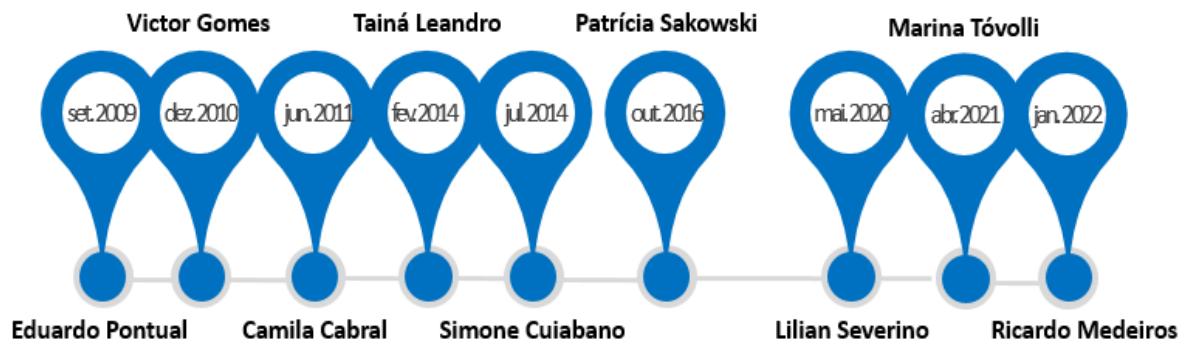 Victor Gomes
Tainá Leandro
Patrícia Sakowski
Marina Tóvolli
set.2009
dez.2010
jun.2011
fev.2014
jul.2014
out.2016
mai.2020
abr.2021
jan.2022
Eduardo Pontual
Camila Cabral
Simone Cuiabano
Lilian Severino
Ricardo Medeiros